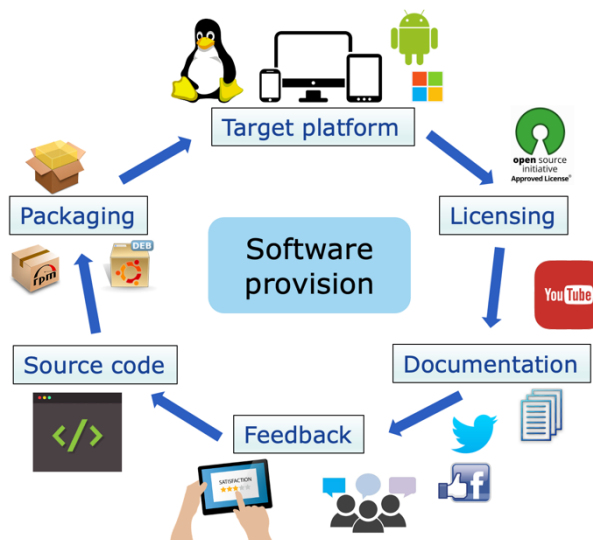 Target platform
open source
initiative
Approved License®
Packaging
Licensing
DEB
rpm
Software
provision
YouTube
Source code
Documentation
</>
Feedback
SATISFACTION
f